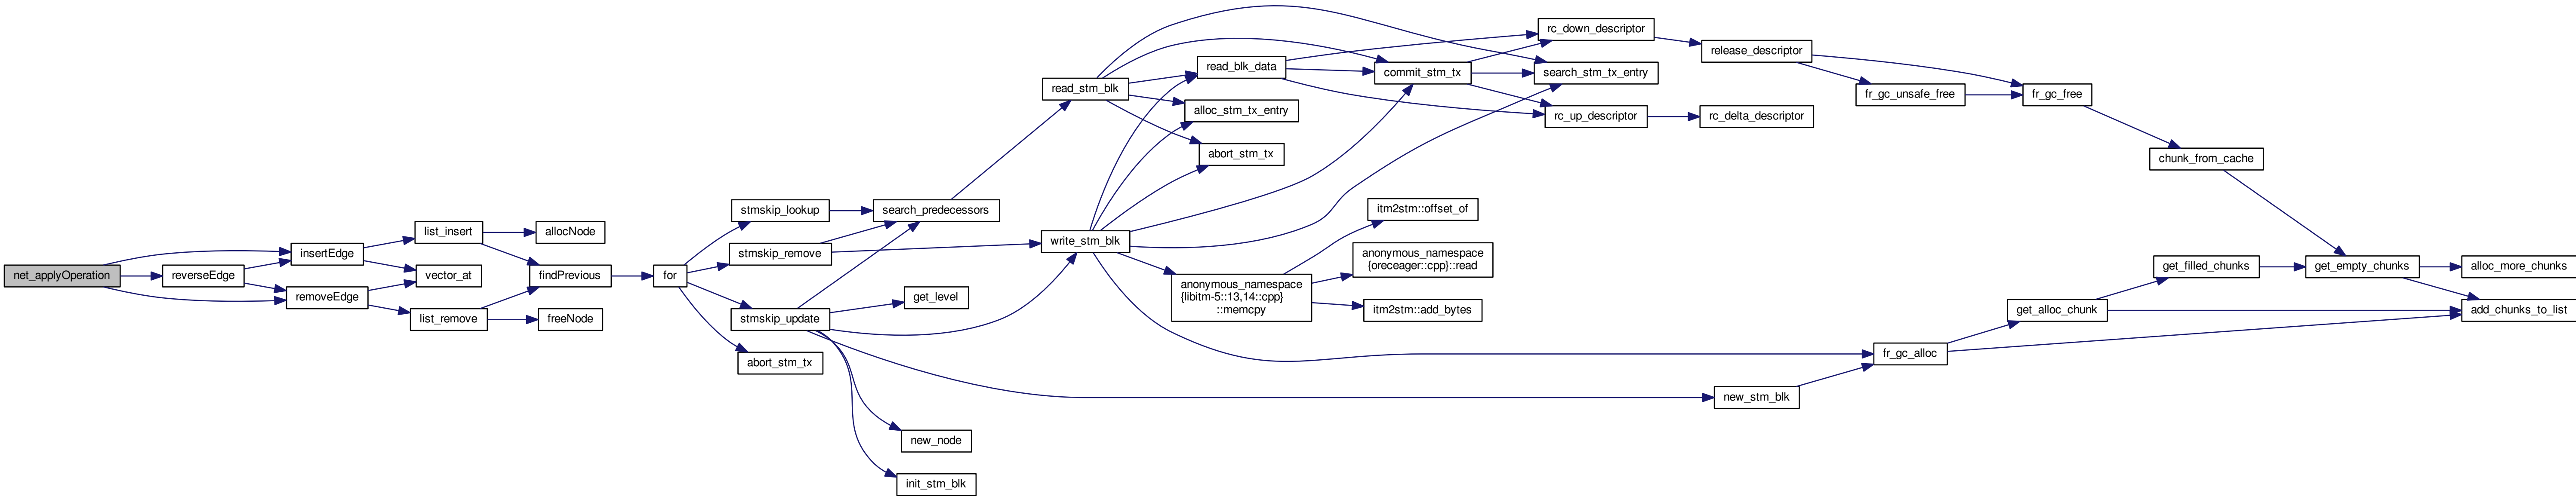 net_applyOperation
reverseEdge
insertEdge
removeEdge
list_insert
vector_at
list_remove
allocNode
findPrevious
freeNode
for
stmskip_lookup
stmskip_remove
stmskip_update
abort_stm_tx
search_predecessors
get_level
new_node
init_stm_blk
read_stm_blk
write_stm_blk
read_blk_data
alloc_stm_tx_entry
abort_stm_tx
anonymous_namespace
{libitm-5::13,14::cpp}
::memcpy
commit_stm_tx
itm2stm::offset_of
anonymous_namespace
{oreceager::cpp}::read
itm2stm::add_bytes
rc_down_descriptor
search_stm_tx_entry
rc_up_descriptor
release_descriptor
rc_delta_descriptor
new_stm_blk
fr_gc_unsafe_free
fr_gc_alloc
fr_gc_free
get_alloc_chunk
chunk_from_cache
get_filled_chunks
get_empty_chunks
alloc_more_chunks
add_chunks_to_list